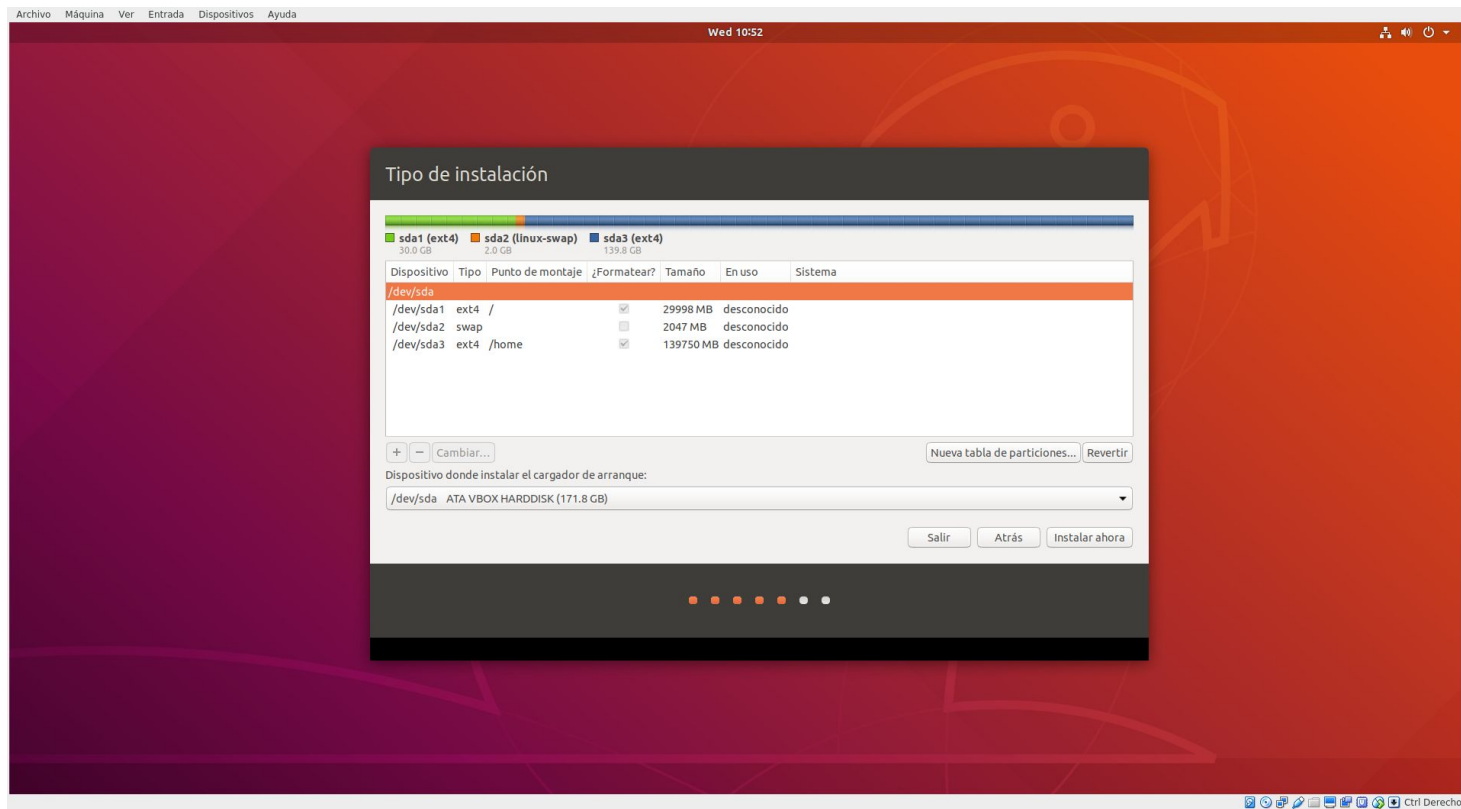 Archivo Máquina Ver Entrada Dispositivos Ayuda
Wed 10:52
Tipo de instalación
sda1 (ext4) sda2 (linux-swap) sda3 (ext4)
30.0 GB 2.0 GB 139.8 GB
Dispositivo Tipo Punto de montaje ¿Formatear? Tamaño En uso Sistema
/dev/sda
/dev/sda1 ext4 / 29998 MB desconocido
/dev/sda2 swap 2047 MB desconocido
/dev/sda3 ext4 /home 139750 MB desconocido
+ − Cambiar... Nueva tabla de particiones... Revertir
Dispositivo donde instalar el cargador de arranque:
/dev/sda ATA VBOX HARDDISK (171.8 GB)
Salir Atrás Instalar ahora
Ctrl Derecho